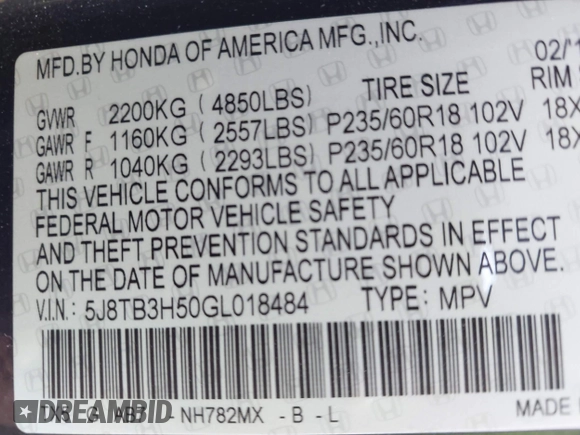 MFD.BY HONDA OF AMERICA MFG.,INC. 02/1
TIRE SIZE RIM
GVWR 2200KG (4850LBS)
GAWR F 1160KG (2557LBS) P235/60R18 102V 18X
GAWR R 1040KG (2293LBS) P235/60R18 102V 18X
THIS VEHICLE CONFORMS TO ALL APPLICABLE
FEDERAL MOTOR VEHICLE SAFETY
AND THEFT PREVENTION STANDARDS IN EFFECT
ON THE DATE OF MANUFACTURE SHOWN ABOVE.
V.I.N.: 5J8TB3H50GL018484 TYPE: MPV
NH782MX -B -L MADE
DREAMBID